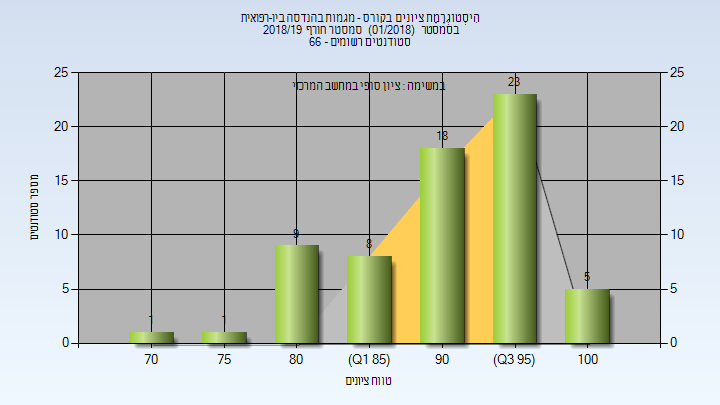 היסטוגרמת ציונים בקורס - מגמות בהנדסה ביו-רפואית
בסמסטר (01/2018) סמסטר חורף 2018/19
סטודנטים רשומים - 66
במשימה : ציון סופי במחשב המרכזי
25 25
20 20
15 15
10 10
5 5
0 0
מספר סטודנטים
1 1 9 8 18 23 5
70 75 80 (Q1 85) 90 (Q3 95) 100
טווח ציונים